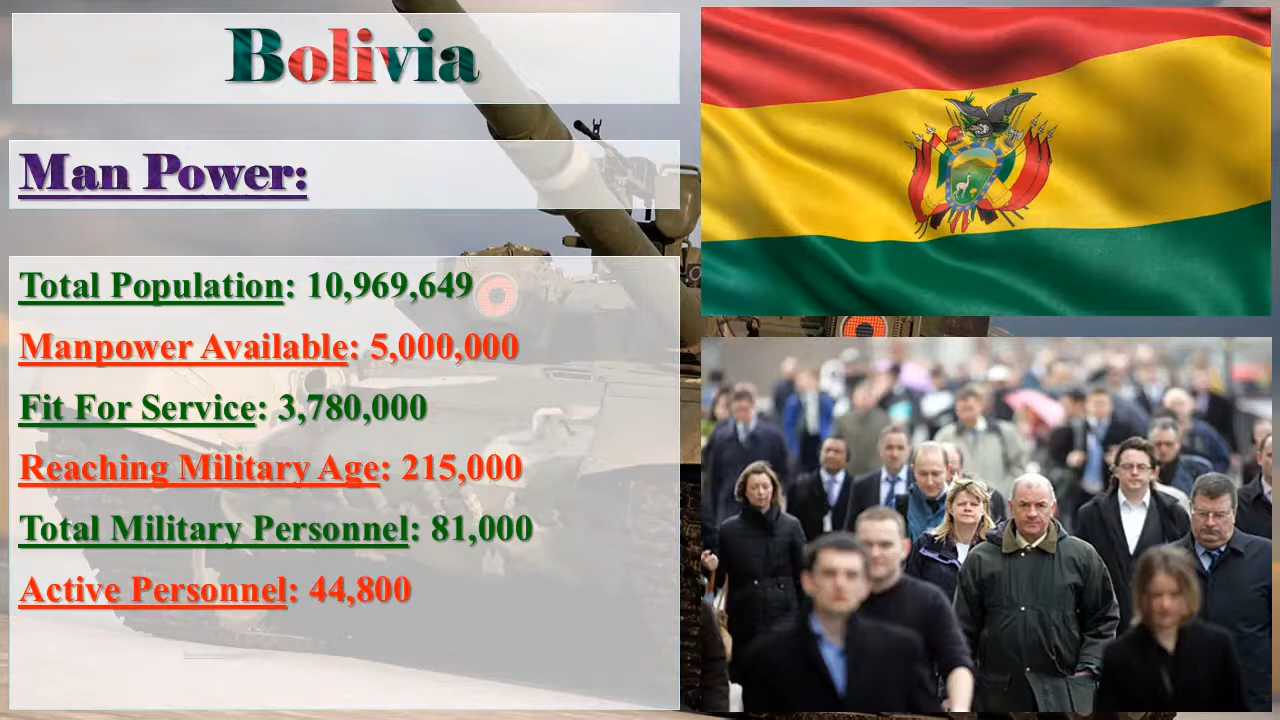 Bolivia
Man Power:
Total Population: 10,969,649
Manpower Available: 5,000,000
Fit For Service: 3,780,000
Reaching Military Age: 215,000
Total Military Personnel: 81,000
Active Personnel: 44,800